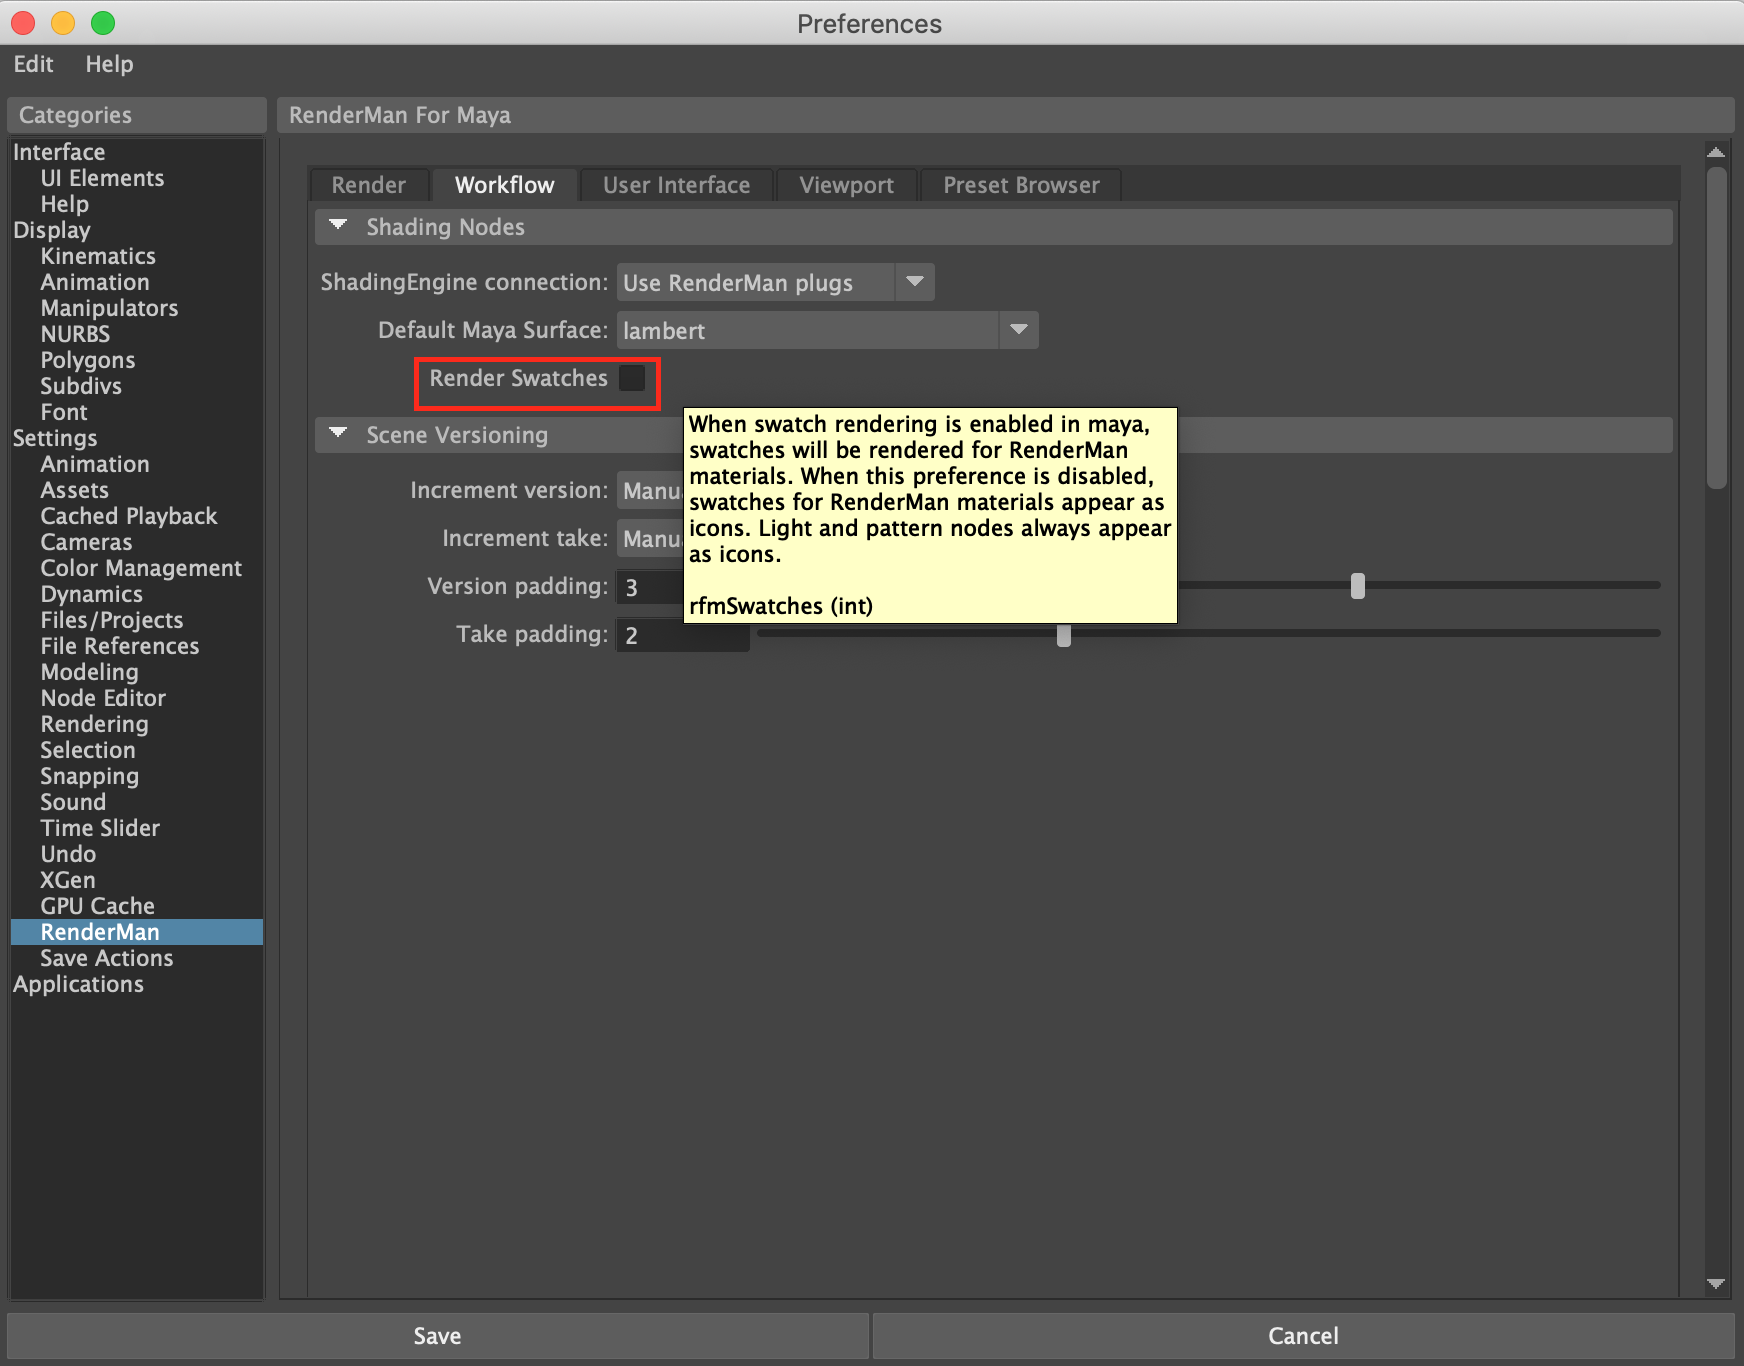 Preferences
Edit Help
Categories
Interface
UI Elements
Help
Display
Kinematics
Animation
Manipulators
NURBS
Polygons
Subdivs
Font
Settings
Animation
Assets
Cached Playback
Cameras
Color Management
Dynamics
Files/Projects
File References
Modeling
Node Editor
Rendering
Selection
Snapping
Sound
Time Slider
Undo
XGen
GPU Cache
RenderMan
Save Actions
Applications
RenderMan For Maya
Render Workflow User Interface Viewport Preset Browser
Shading Nodes
ShadingEngine connection: Use RenderMan plugs
Default Maya Surface: lambert
Render Swatches
Scene Versioning
Increment version:
Increment take:
Version padding: 3
Take padding: 2
When swatch rendering is enabled in maya,
swatches will be rendered for RenderMan
materials. When this preference is disabled,
swatches for RenderMan materials appear as
icons. Light and pattern nodes always appear
as icons.
rfmSwatches (int)
Save Cancel